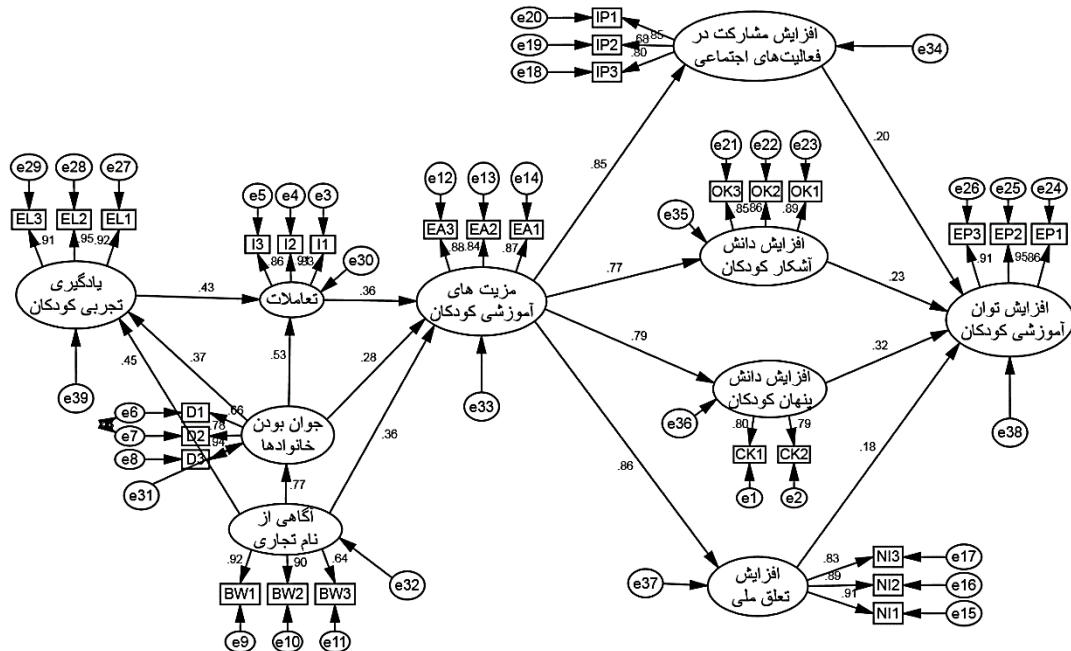 e20
IP1
.85
e19
IP2
.68
e18
IP3
.80
افزایش مشارکت در
فعالیت‌های اجتماعی
e34
e29
e28
e27
EL3
EL2
EL1
.91
.95
.92
یادگیری
تجربی کودکان
e39
e5
e4
e3
I3
I2
I1
.86
e30
تعاملات
.43
.36
.45
.37
.53
.28
.36
.77
e12
e13
e14
EA3
EA2
EA1
.88
.84
.87
مزیت های
آموزشی کودکان
e33
.85
.77
.79
.86
e21
e22
e23
OK3
OK2
OK1
.85
.86
.89
e35
افزایش دانش
آشکار کودکان
.20
.23
.32
.18
e26
e25
e24
EP3
EP2
EP1
.91
.95
.86
افزایش توان
آموزشی کودکان
e38
افزایش دانش
پنهان کودکان
e36
.80
.79
CK1
CK2
e1
e2
e6
D1
.66
e7
D2
.78
e8
D3
.94
e31
جوان بودن
خانوادها
آگاهی از
نام تجاری
e32
.92
.90
.64
BW1
BW2
BW3
e9
e10
e11
e37
افزایش
تعلق ملی
.83
NI3
e17
.89
NI2
e16
.91
NI1
e15